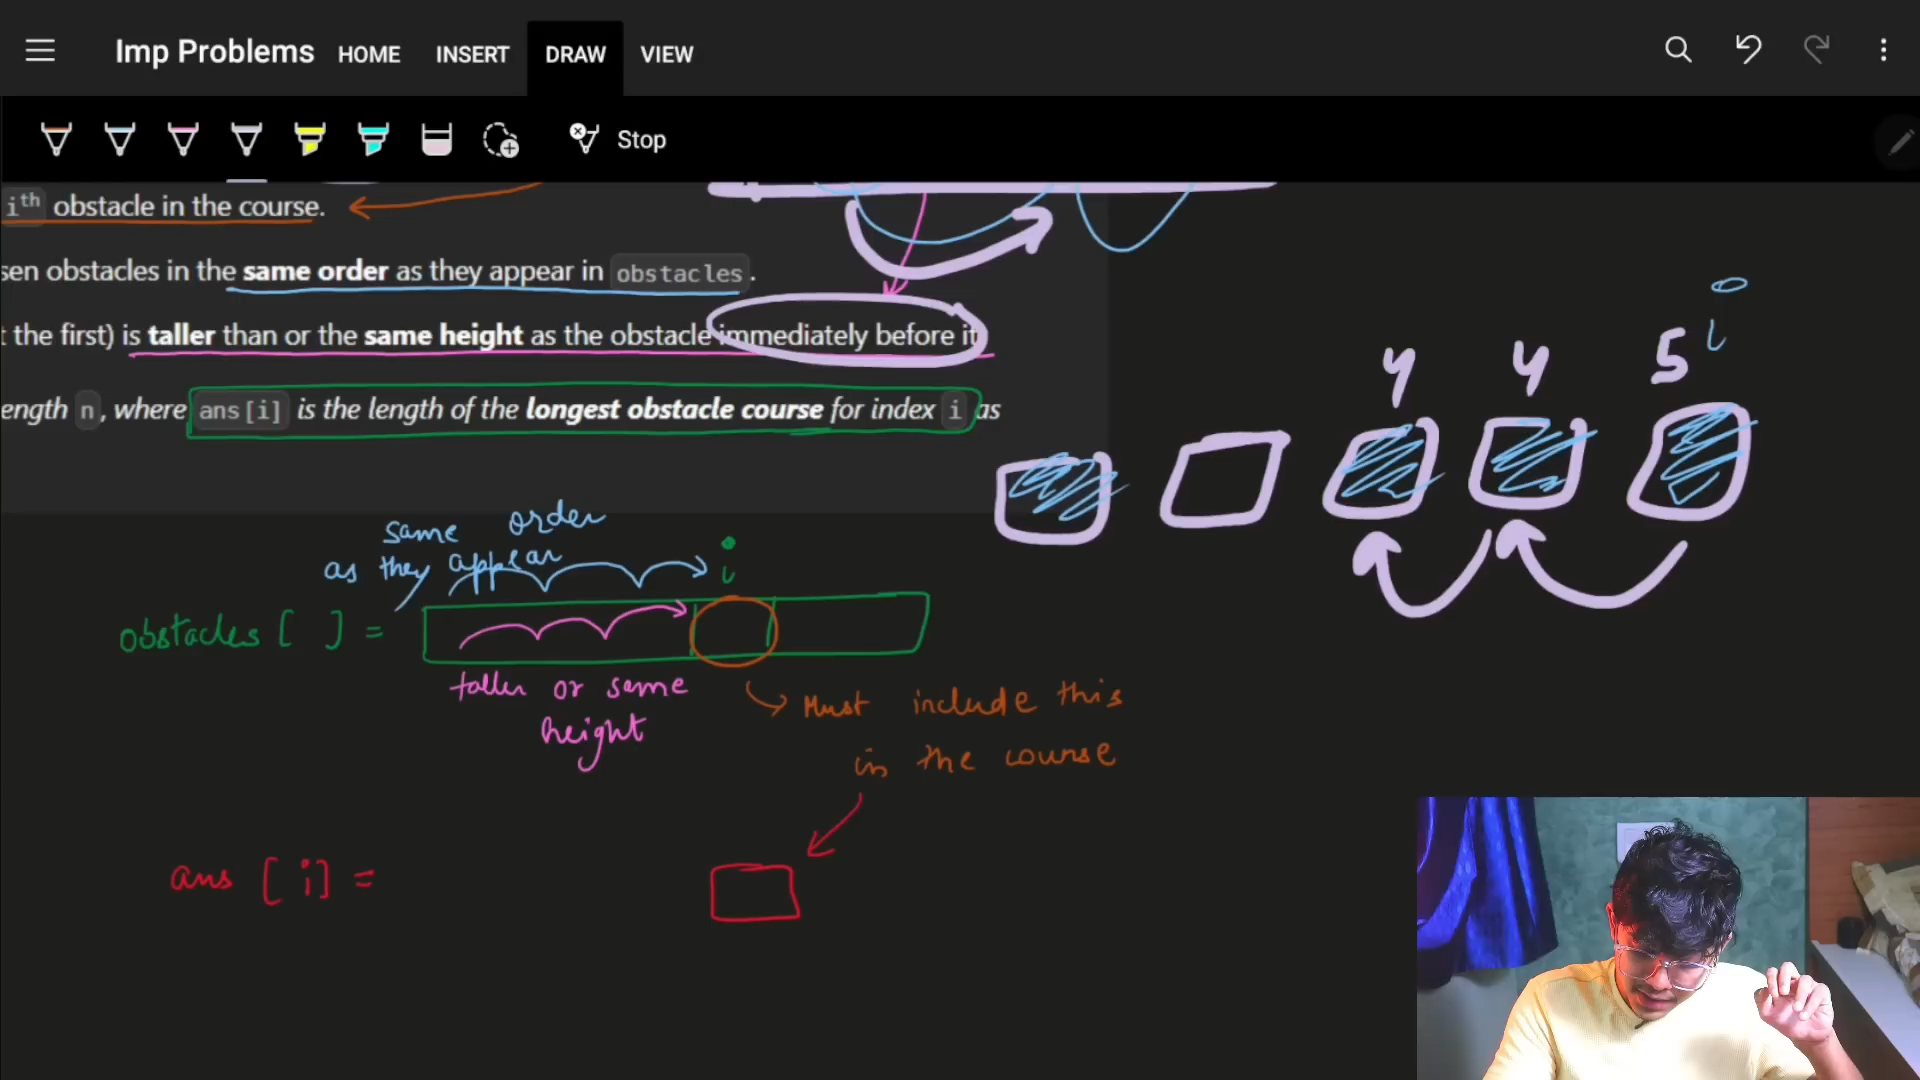 Imp Problems HOME INSERT DRAW VIEW
Stop
ith obstacle in the course.
sen obstacles in the same order as they appear in obstacles.
t the first) is taller than or the same height as the obstacle immediately before it
ength n, where ans[i] is the length of the longest obstacle course for index i as
i
4 4 5
same order
as they appear
i
obstacles [ ] =
taller or same
height
Must include this
in the course
ans [ i ] =